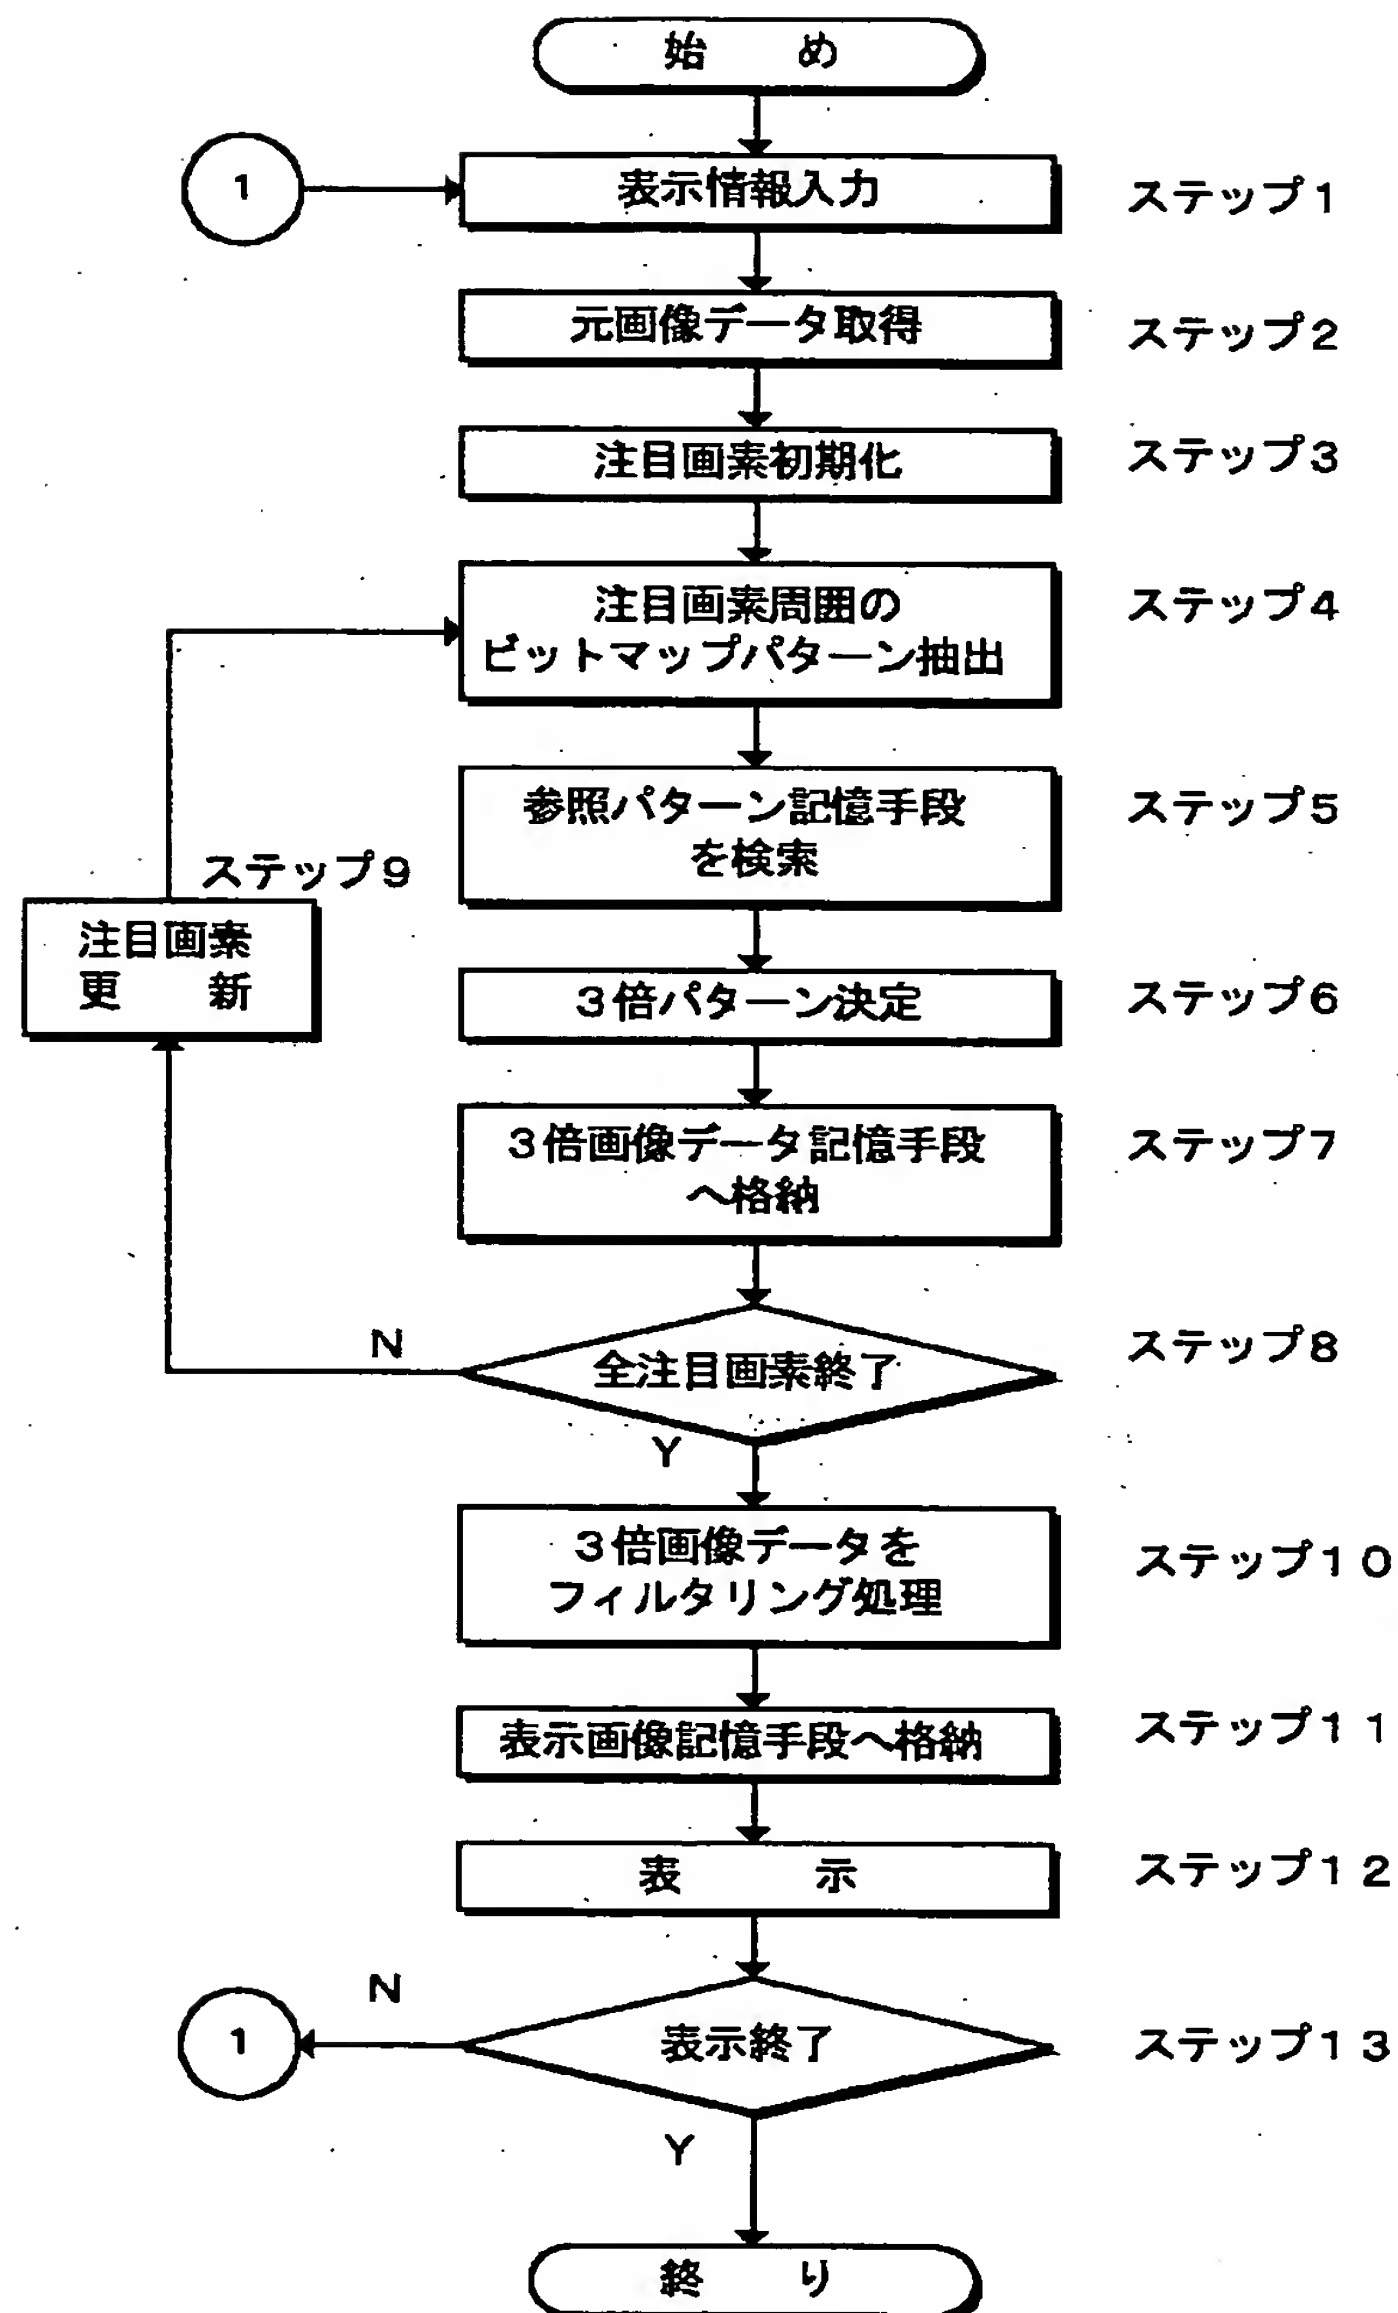 始　め
1
表示情報入力
ステップ1
元画像データ取得
ステップ2
注目画素初期化
ステップ3
注目画素周囲の
ビットマップパターン抽出
ステップ4
参照パターン記憶手段
を検索
ステップ5
ステップ9
注目画素
更　新
3倍パターン決定
ステップ6
3倍画像データ記憶手段
へ格納
ステップ7
N
全注目画素終了
ステップ8
Y
3倍画像データを
フィルタリング処理
ステップ10
表示画像記憶手段へ格納
ステップ11
表　示
ステップ12
N
1
表示終了
ステップ13
Y
終　り